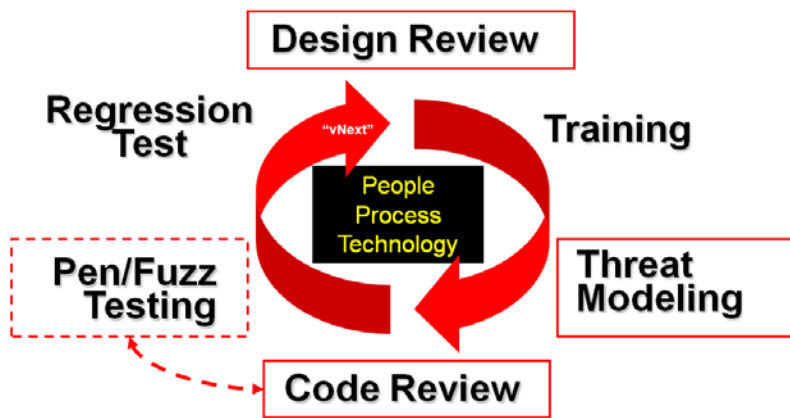 Design Review
Regression
Test
“vNext”
Training
People
Process
Technology
Pen/Fuzz
Testing
Threat
Modeling
Code Review